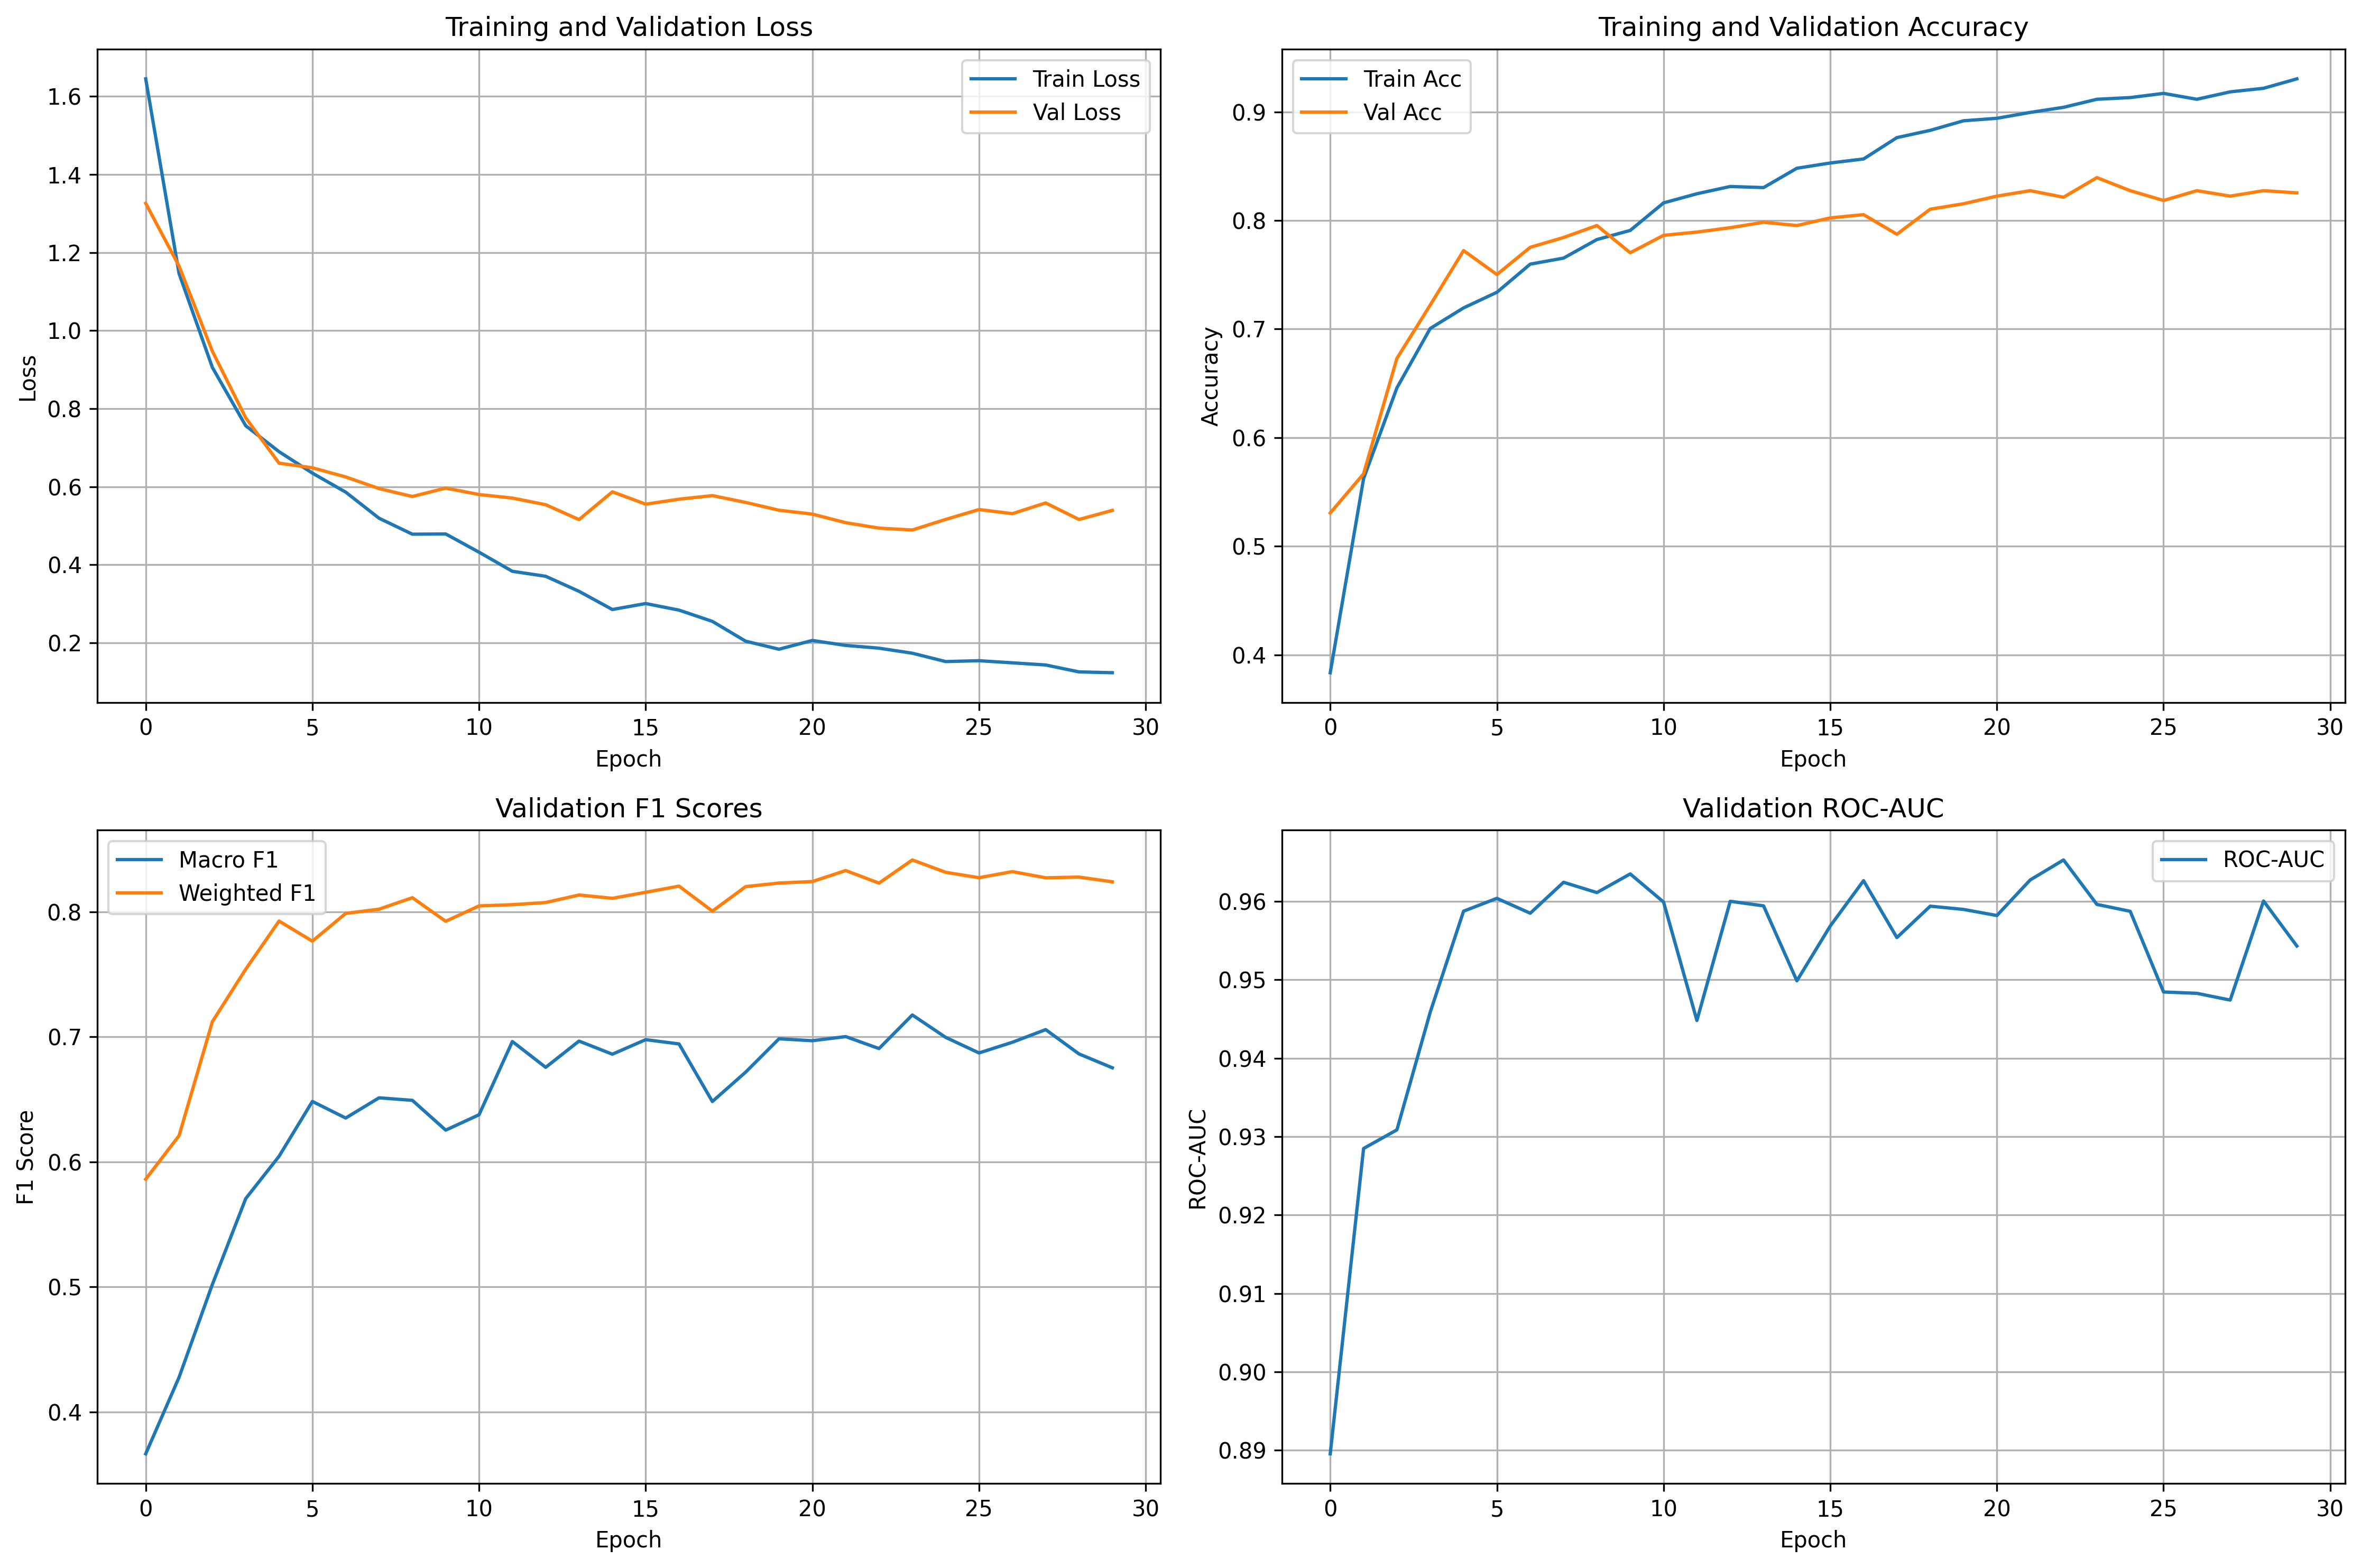 Training and Validation Loss
Train Loss
Val Loss
1.6
1.4
1.2
1.0
0.8
0.6
0.4
0.2
Loss
0 5 10 15 20 25 30
Epoch
Training and Validation Accuracy
Train Acc
Val Acc
0.9
0.8
0.7
0.6
0.5
0.4
Accuracy
0 5 10 15 20 25 30
Epoch
Validation F1 Scores
Macro F1
Weighted F1
0.8
0.7
0.6
0.5
0.4
F1 Score
0 5 10 15 20 25 30
Epoch
Validation ROC-AUC
ROC-AUC
0.96
0.95
0.94
0.93
0.92
0.91
0.90
0.89
ROC-AUC
0 5 10 15 20 25 30
Epoch